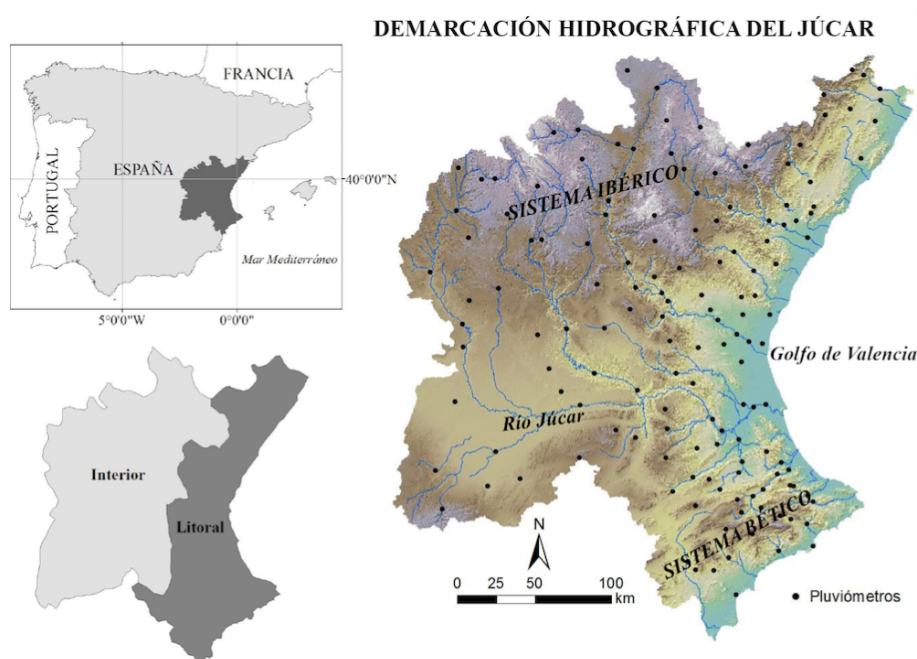 DEMARCACIÓN HIDROGRÁFICA DEL JÚCAR
FRANCIA
PORTUGAL
ESPAÑA
40°0'0"N
Mar Mediterráneo
5°0'0"W
0°0'0"
Interior
Litoral
SISTEMA IBÉRICO
Golfo de Valencia
Río Júcar
SISTEMA BÉTICO
N
0 25 50 100
km
Pluviómetros